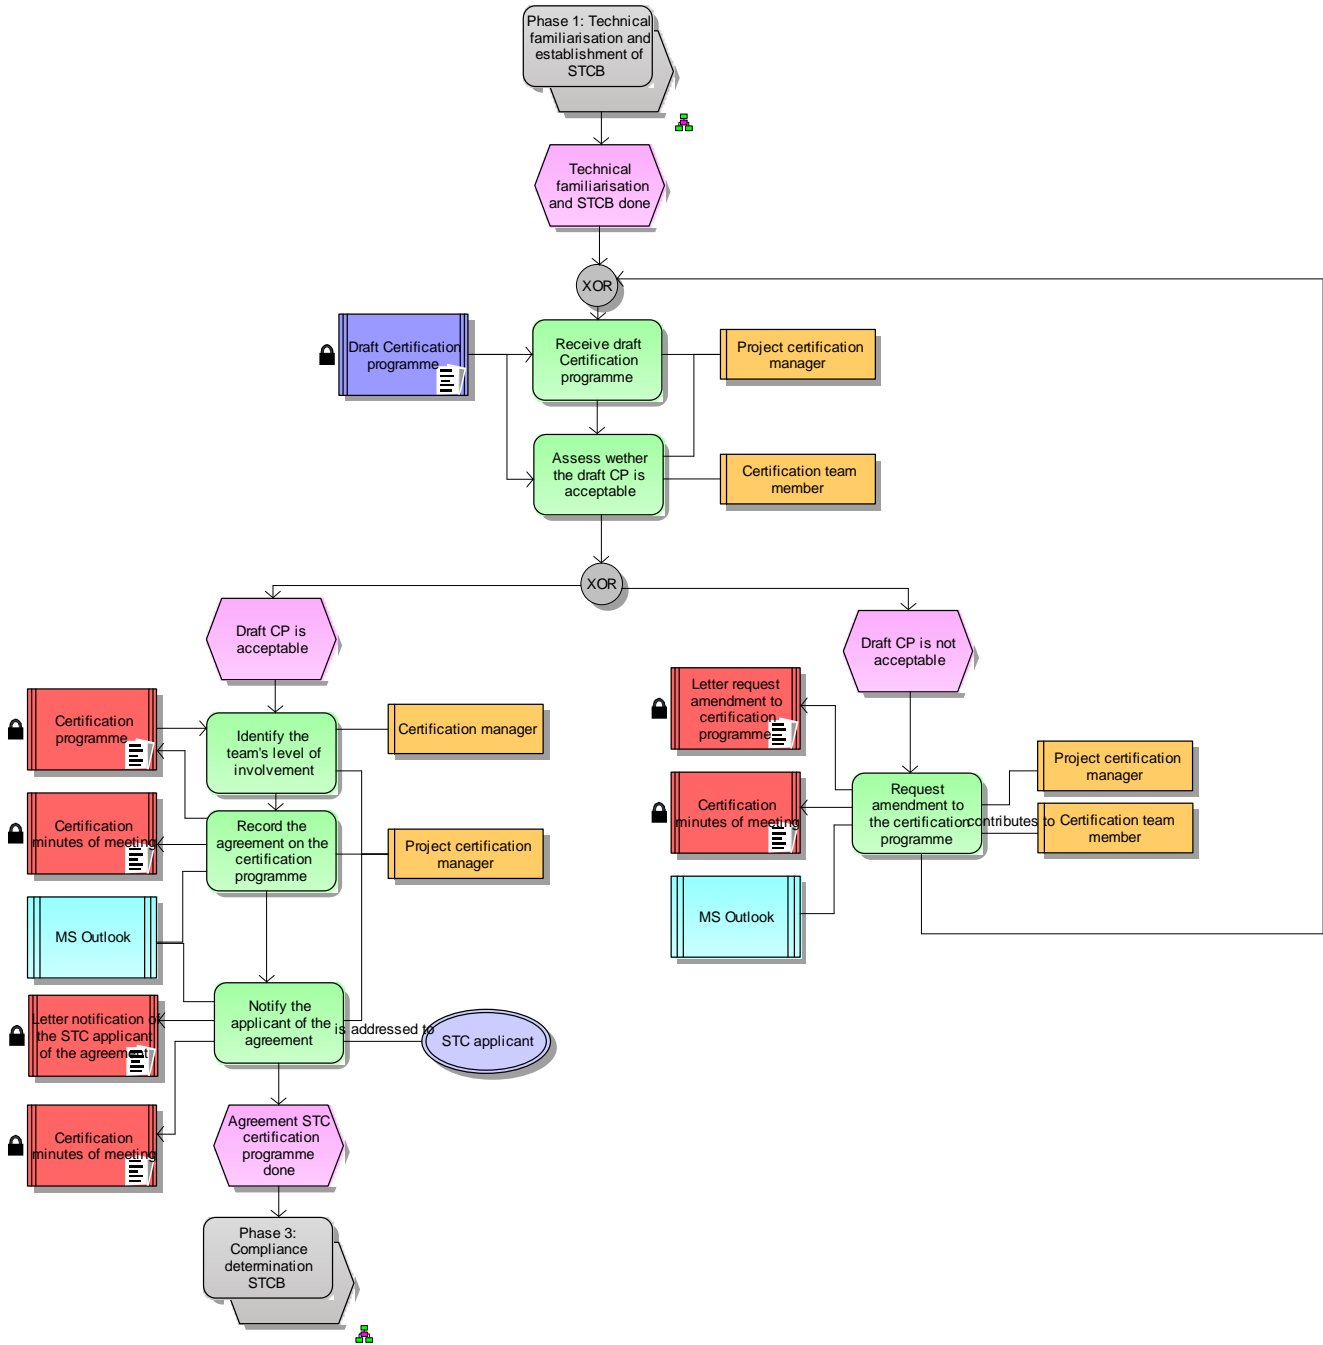 Phase 1: Technical
familiarisation and
establishment of
STCB
Technical
familiarisation
and STCB done
XOR
Draft Certification
programme
Receive draft
Certification
programme
Project certification
manager
Assess wether
the draft CP is
acceptable
Certification team
member
XOR
Draft CP is
acceptable
Draft CP is not
acceptable
Certification
programme
Identify the
team's level of
involvement
Certification manager
Letter request
amendment to
certification
programme
Project certification
manager
Certification
minutes of meeting
Record the
agreement on the
certification
programme
Project certification
manager
Certification
minutes of meeting
Request
amendment to
the certification
programme
contributes to
Certification team
member
MS Outlook
MS Outlook
Letter notification of
the STC applicant
of the agreement
Notify the
applicant of the
agreement
is addressed to
STC applicant
Certification
minutes of meeting
Agreement STC
certification
programme
done
Phase 3:
Compliance
determination
STCB